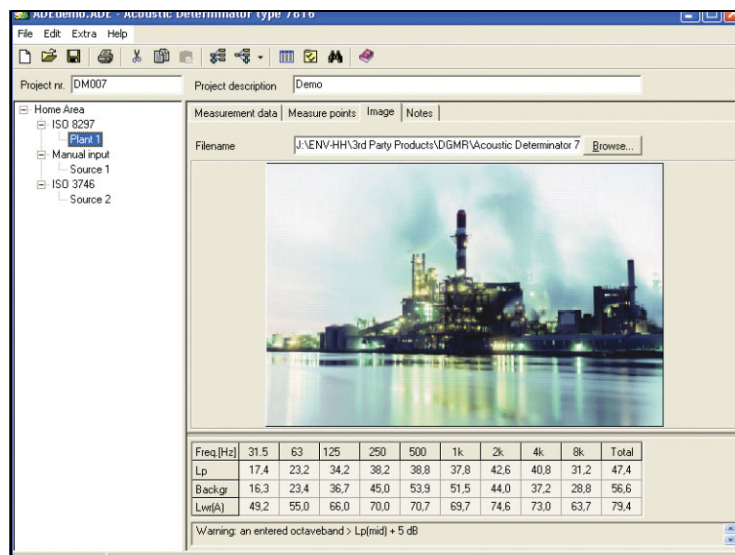 ADEdemo.ADE - Acoustic Determinator type 7816
File Edit Extra Help
Project nr. DM007 Project description Demo
Home Area
ISO 8297
Plant 1
Manual input
Source 1
ISO 3746
Source 2
Measurement data Measure points Image Notes
Filename J:\ENV-HH\3rd Party Products\DGMR\Acoustic Determinator 7 Browse...
Freq.[Hz] 31.5 63 125 250 500 1k 2k 4k 8k Total
Lp 17,4 23,2 34,2 38,2 38,8 37,8 42,6 40,8 31,2 47,4
Backgr 16,3 23,4 36,7 45,0 53,9 51,5 44,0 37,2 28,8 56,6
Lwr(A) 49,2 55,0 66,0 70,0 70,7 69,7 74,6 73,0 63,7 79,4
Warning: an entered octaveband > Lp(mid) + 5 dB